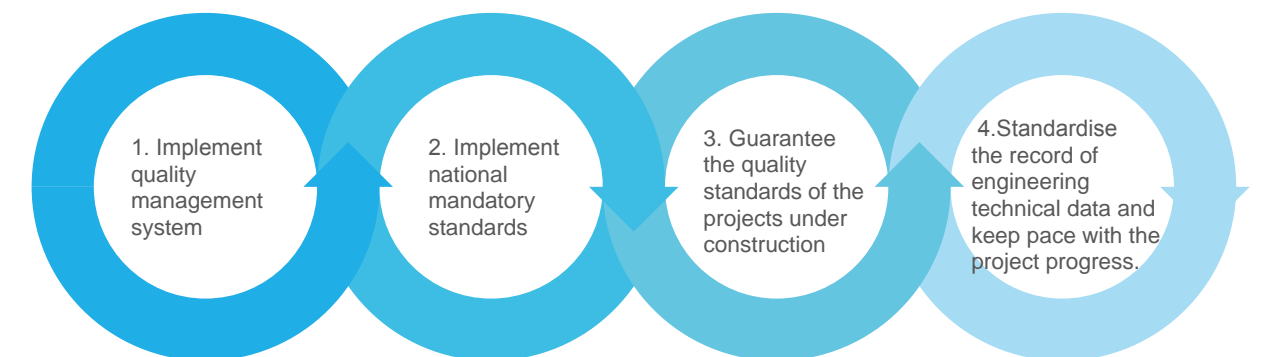 1. Implement
quality
management
system
2. Implement
national
mandatory
standards
3. Guarantee
the quality
standards of the
projects under
construction
4.Standardise
the record of
engineering
technical data and
keep pace with the
project progress.